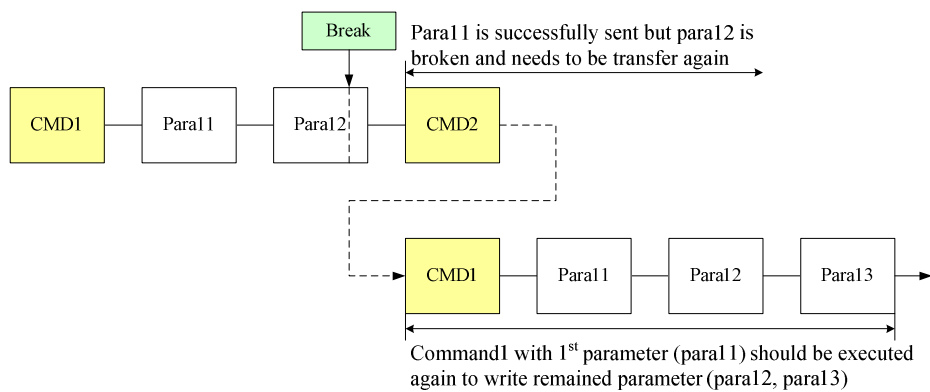 Break
Para11 is successfully sent but para12 is
broken and needs to be transfer again
CMD1
Para11
Para12
CMD2
CMD1
Para11
Para12
Para13
Command1 with 1st parameter (para11) should be executed
again to write remained parameter (para12, para13)